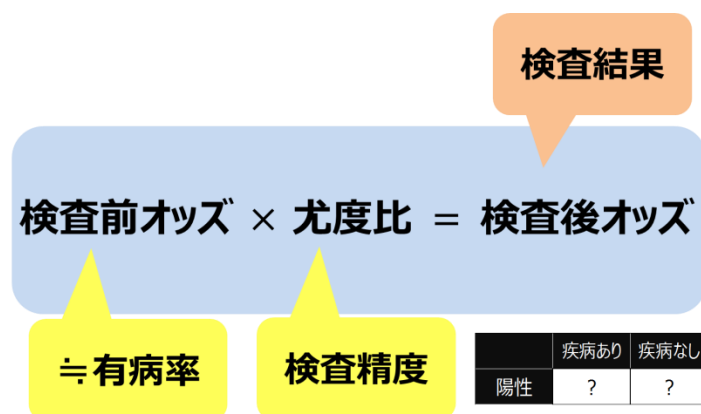 検査結果
検査前オッズ × 尤度比 = 検査後オッズ
≒有病率
検査精度
疾病あり 疾病なし
陽性 ? ?